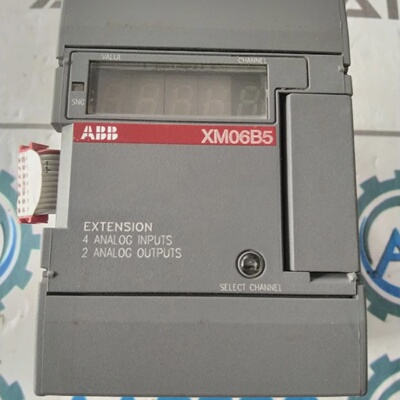 VALUE CHANNEL
SNG
ABB XM06B5
EXTENSION
4 ANALOG INPUTS
2 ANALOG OUTPUTS
SELECT CHANNEL